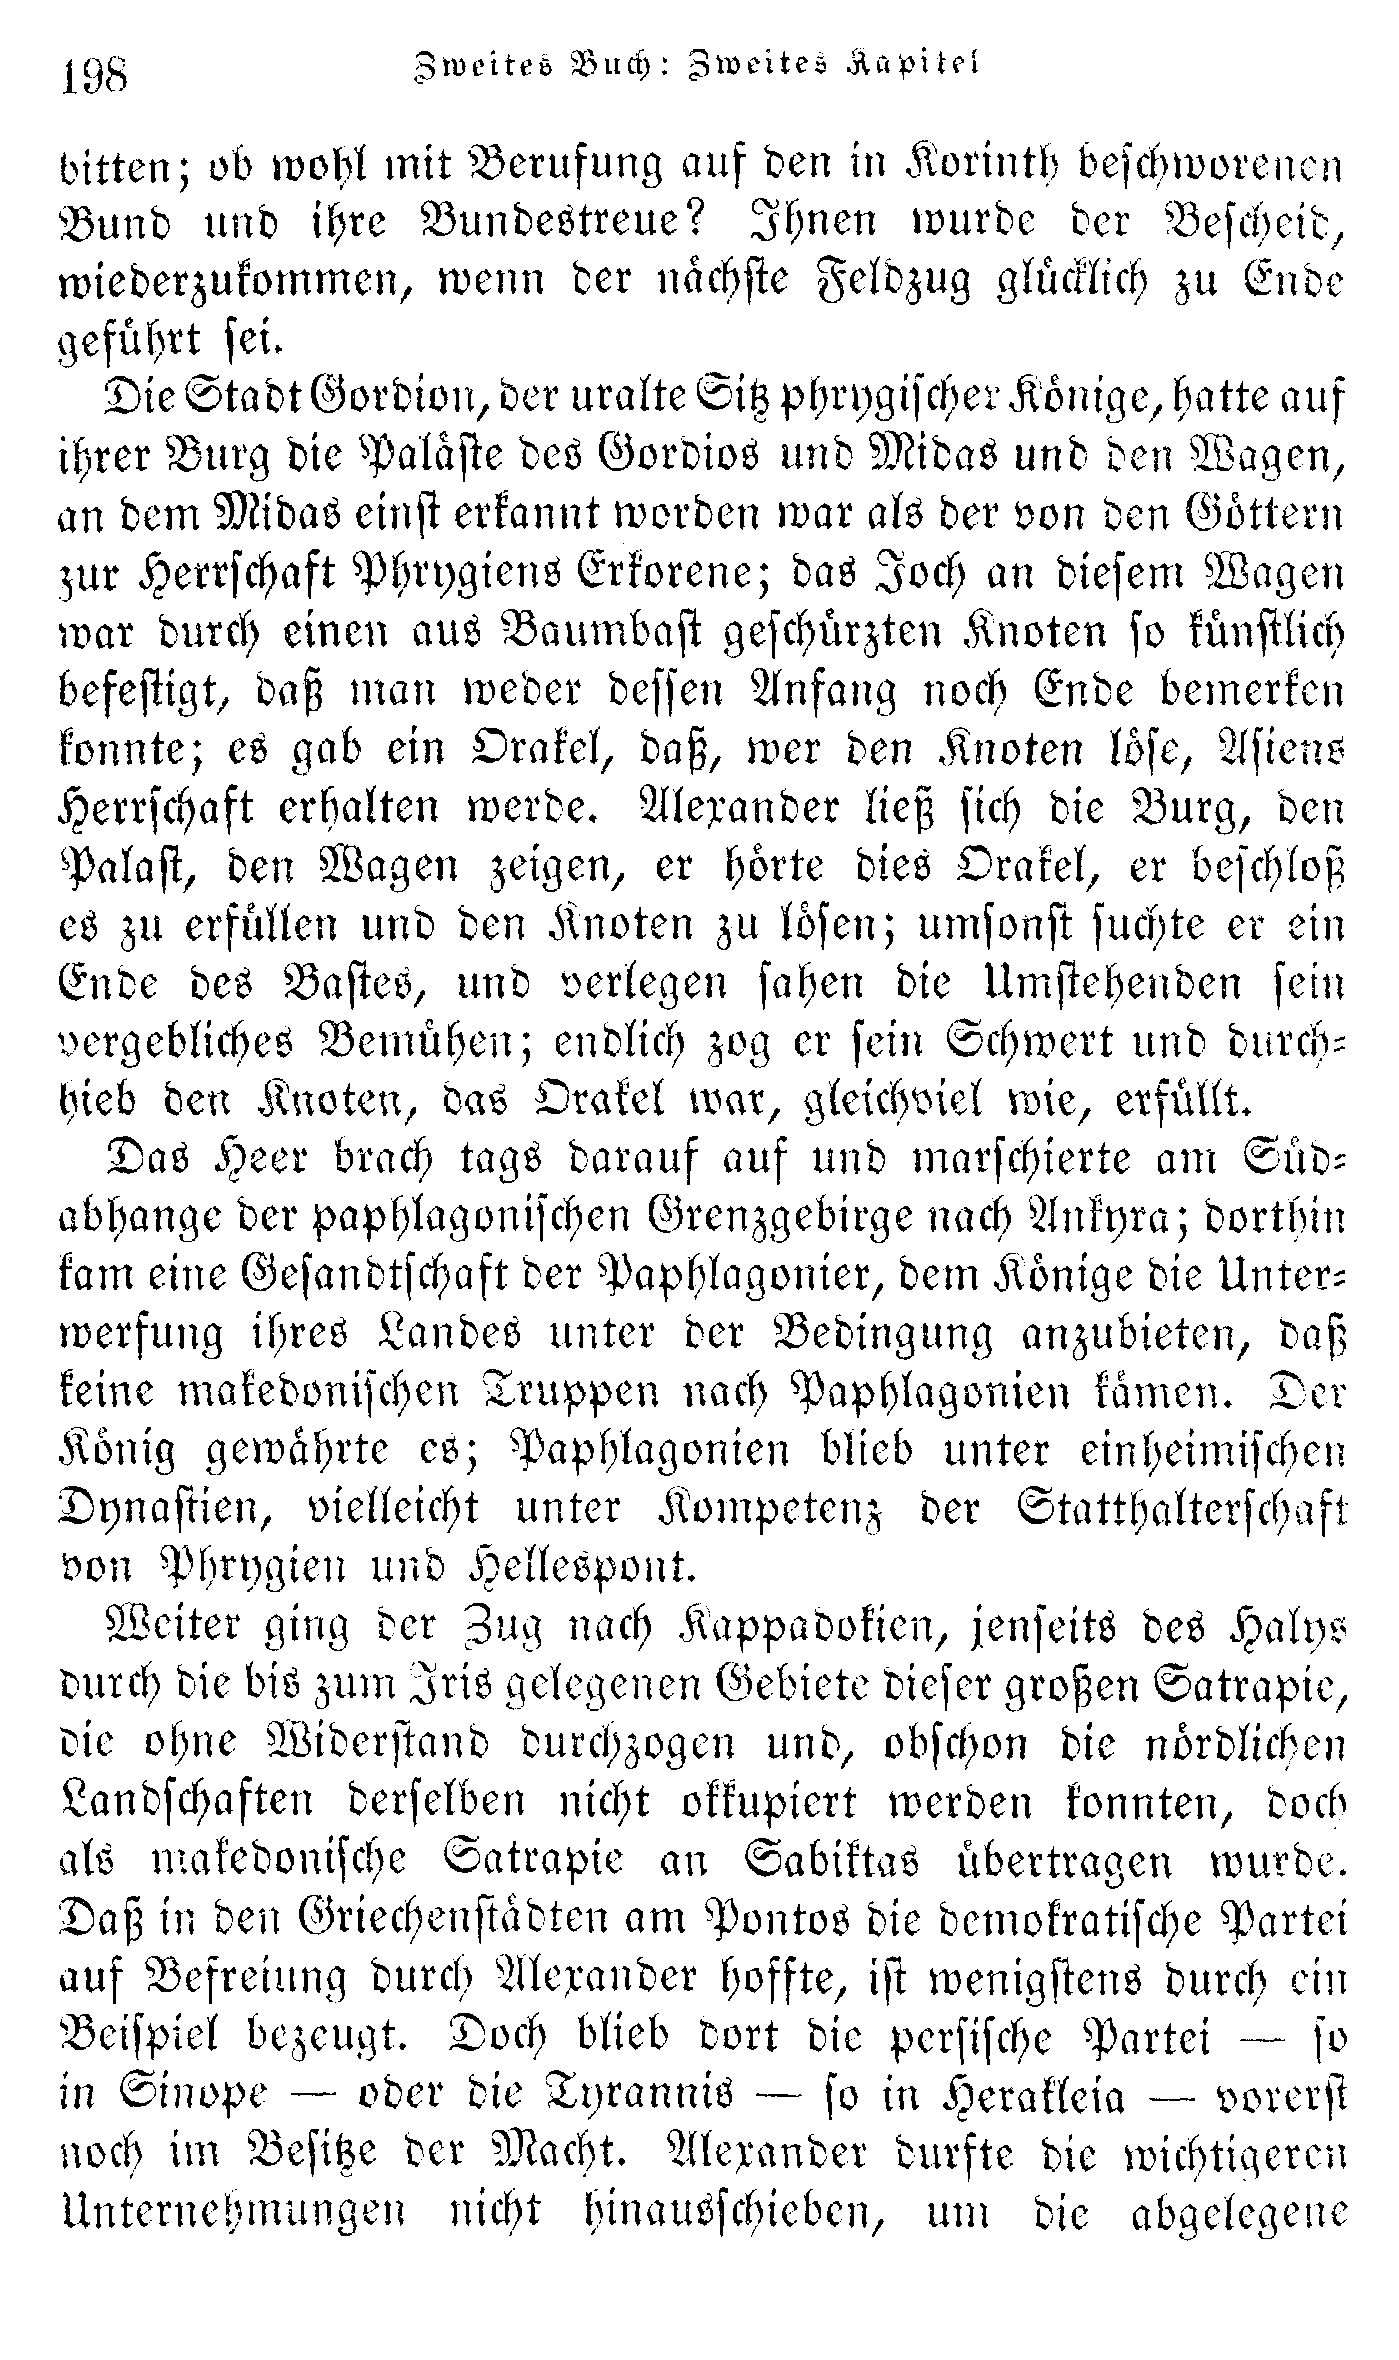 198
Zweites Buch: Zweites Kapitel
bitten; ob wohl mit Berufung auf den in Korinth beschworenen
Bund und ihre Bundestreue? Ihnen wurde der Bescheid,
wiederzukommen, wenn der nächste Feldzug glücklich zu Ende
geführt sei.
Die Stadt Gordion, der uralte Sitz phrygischer Könige, hatte auf
ihrer Burg die Paläste des Gordios und Midas und den Wagen,
an dem Midas einst erkannt worden war als der von den Göttern
zur Herrschaft Phrygiens Erkorene; das Joch an diesem Wagen
war durch einen aus Baumbast geschürzten Knoten so künstlich
befestigt, daß man weder dessen Anfang noch Ende bemerken
konnte; es gab ein Orakel, daß, wer den Knoten löse, Asiens
Herrschaft erhalten werde. Alexander ließ sich die Burg, den
Palast, den Wagen zeigen, er hörte dies Orakel, er beschloß
es zu erfüllen und den Knoten zu lösen; umsonst suchte er ein
Ende des Bastes, und verlegen sahen die Umstehenden sein
vergebliches Bemühen; endlich zog er sein Schwert und durch-
hieb den Knoten, das Orakel war, gleichviel wie, erfüllt.
Das Heer brach tags darauf auf und marschierte am Süd-
abhange der paphlagonischen Grenzgebirge nach Ankyra; dorthin
kam eine Gesandtschaft der Paphlagonier, dem Könige die Unter-
werfung ihres Landes unter der Bedingung anzubieten, daß
keine makedonischen Truppen nach Paphlagonien kämen. Der
König gewährte es; Paphlagonien blieb unter einheimischen
Dynastien, vielleicht unter Kompetenz der Statthalterschaft
von Phrygien und Hellespont.
Weiter ging der Zug nach Kappadokien, jenseits des Halys
durch die bis zum Iris gelegenen Gebiete dieser großen Satrapie,
die ohne Widerstand durchzogen und, obschon die nördlichen
Landschaften derselben nicht okkupiert werden konnten, doch
als makedonische Satrapie an Sabiktas übertragen wurde.
Daß in den Griechenstädten am Pontos die demokratische Partei
auf Befreiung durch Alexander hoffte, ist wenigstens durch ein
Beispiel bezeugt. Doch blieb dort die persische Partei — so
in Sinope — oder die Tyrannis — so in Herakleia — vorerst
noch im Besitze der Macht. Alexander durfte die wichtigeren
Unternehmungen nicht hinausschieben, um die abgelegene